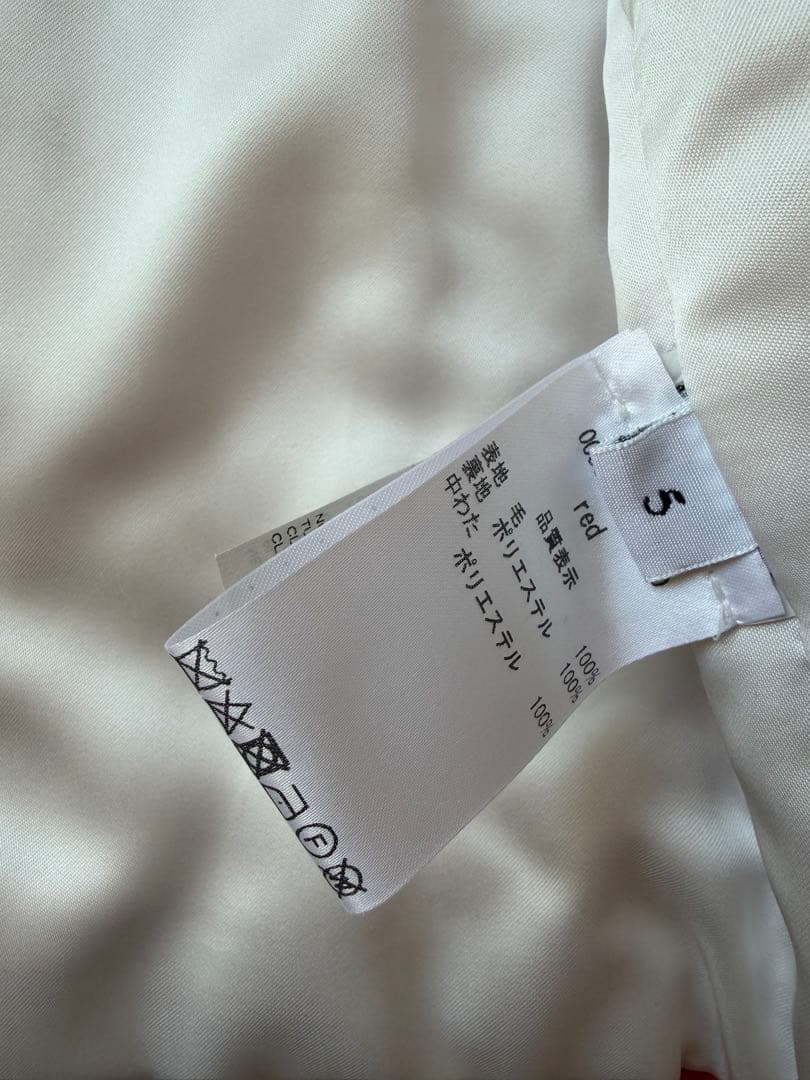 5
red
品質表示
表地 毛 100%
裏地 ポリエステル 100%
中わた ポリエステル 100%
F
W